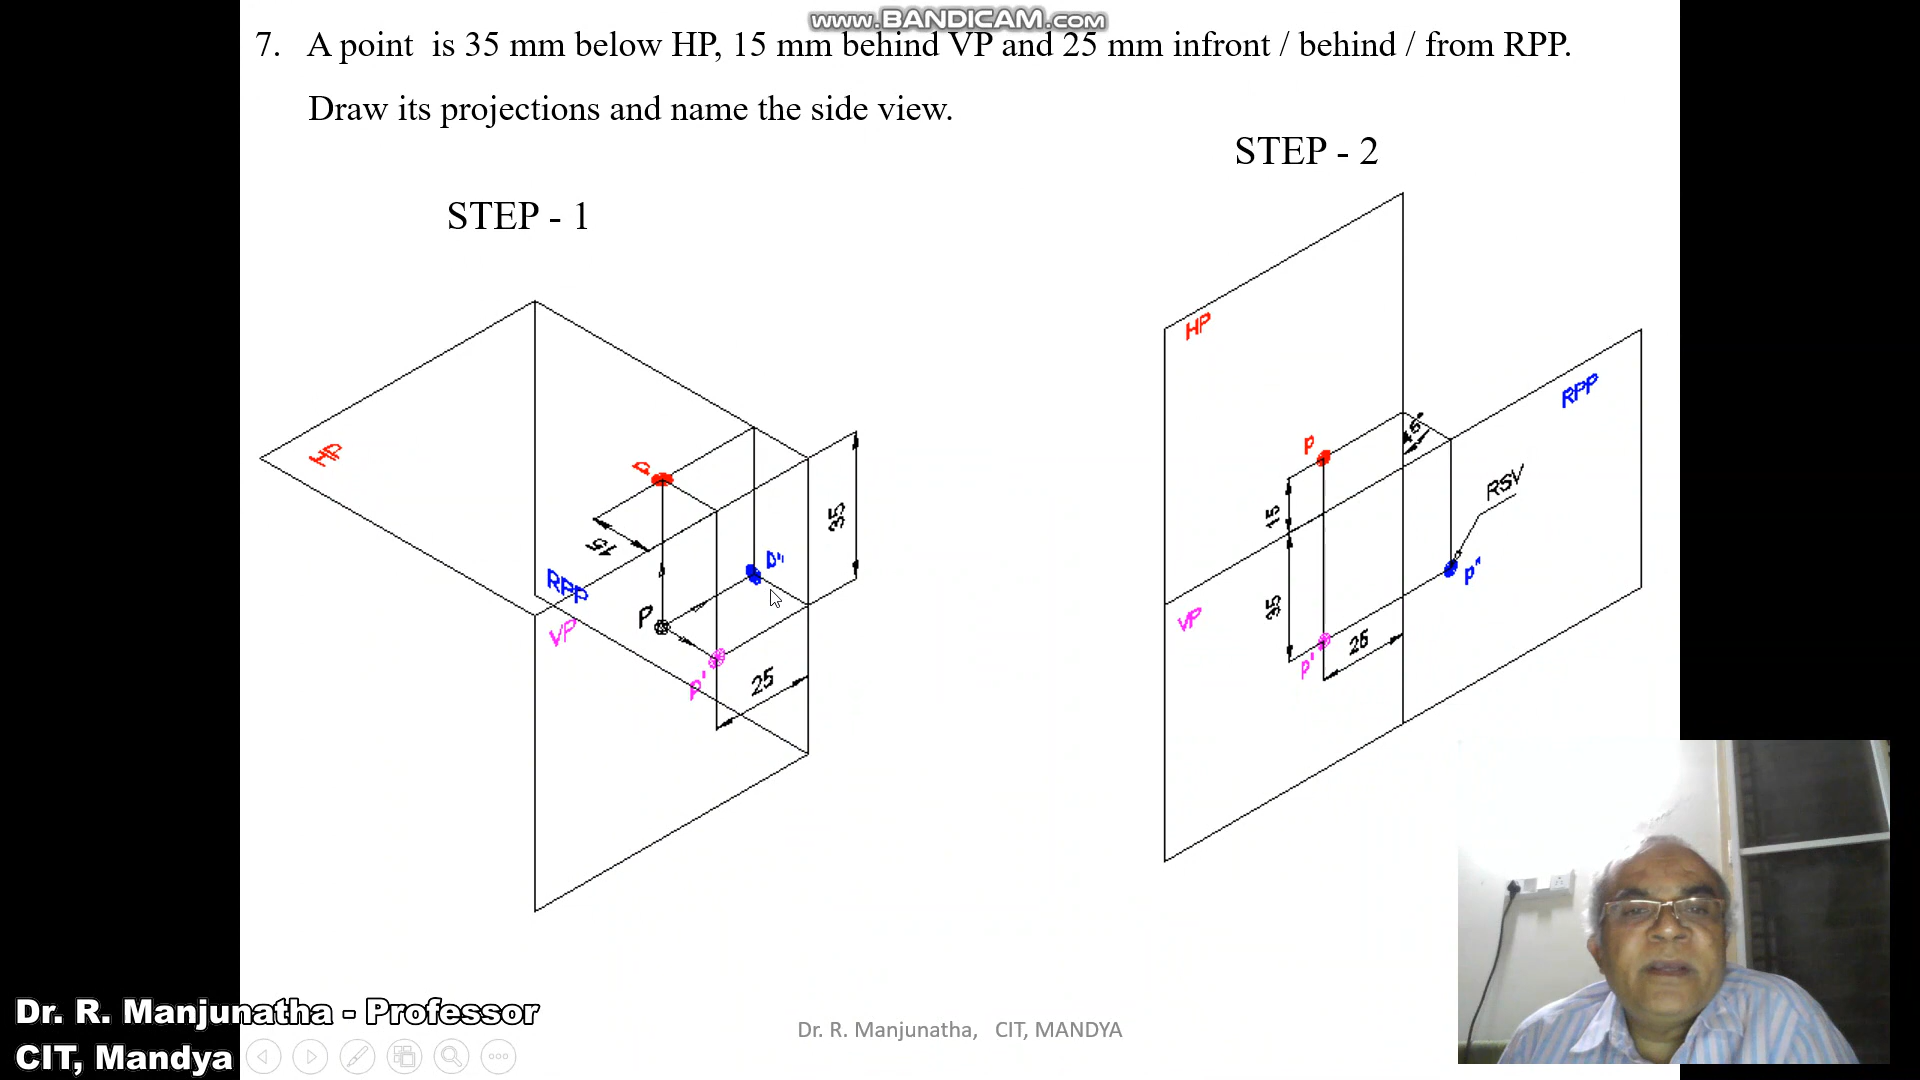 www.BANDICAM.com
7. A point is 35 mm below HP, 15 mm behind VP and 25 mm infront / behind / from RPP.
Draw its projections and name the side view.
STEP - 2
STEP - 1
HP
p
15
35
RPP
VP
P
p"
p'
25
HP
RPP
p
45°
RSV
15
VP
35
p"
p'
25
Dr. R. Manjunatha - Professor
CIT, Mandya
Dr. R. Manjunatha, CIT, MANDYA